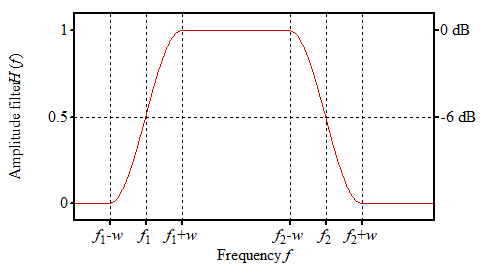 1
0 dB
0.5
-6 dB
0
Amplitude filter H (f)
f1-w f1 f1+w f2-w f2 f2+w
Frequency f